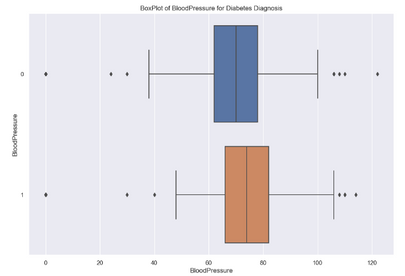 BoxPlot of BloodPressure for Diabetes Diagnosis
BloodPressure
0
1
0 20 40 60 80 100 120
BloodPressure